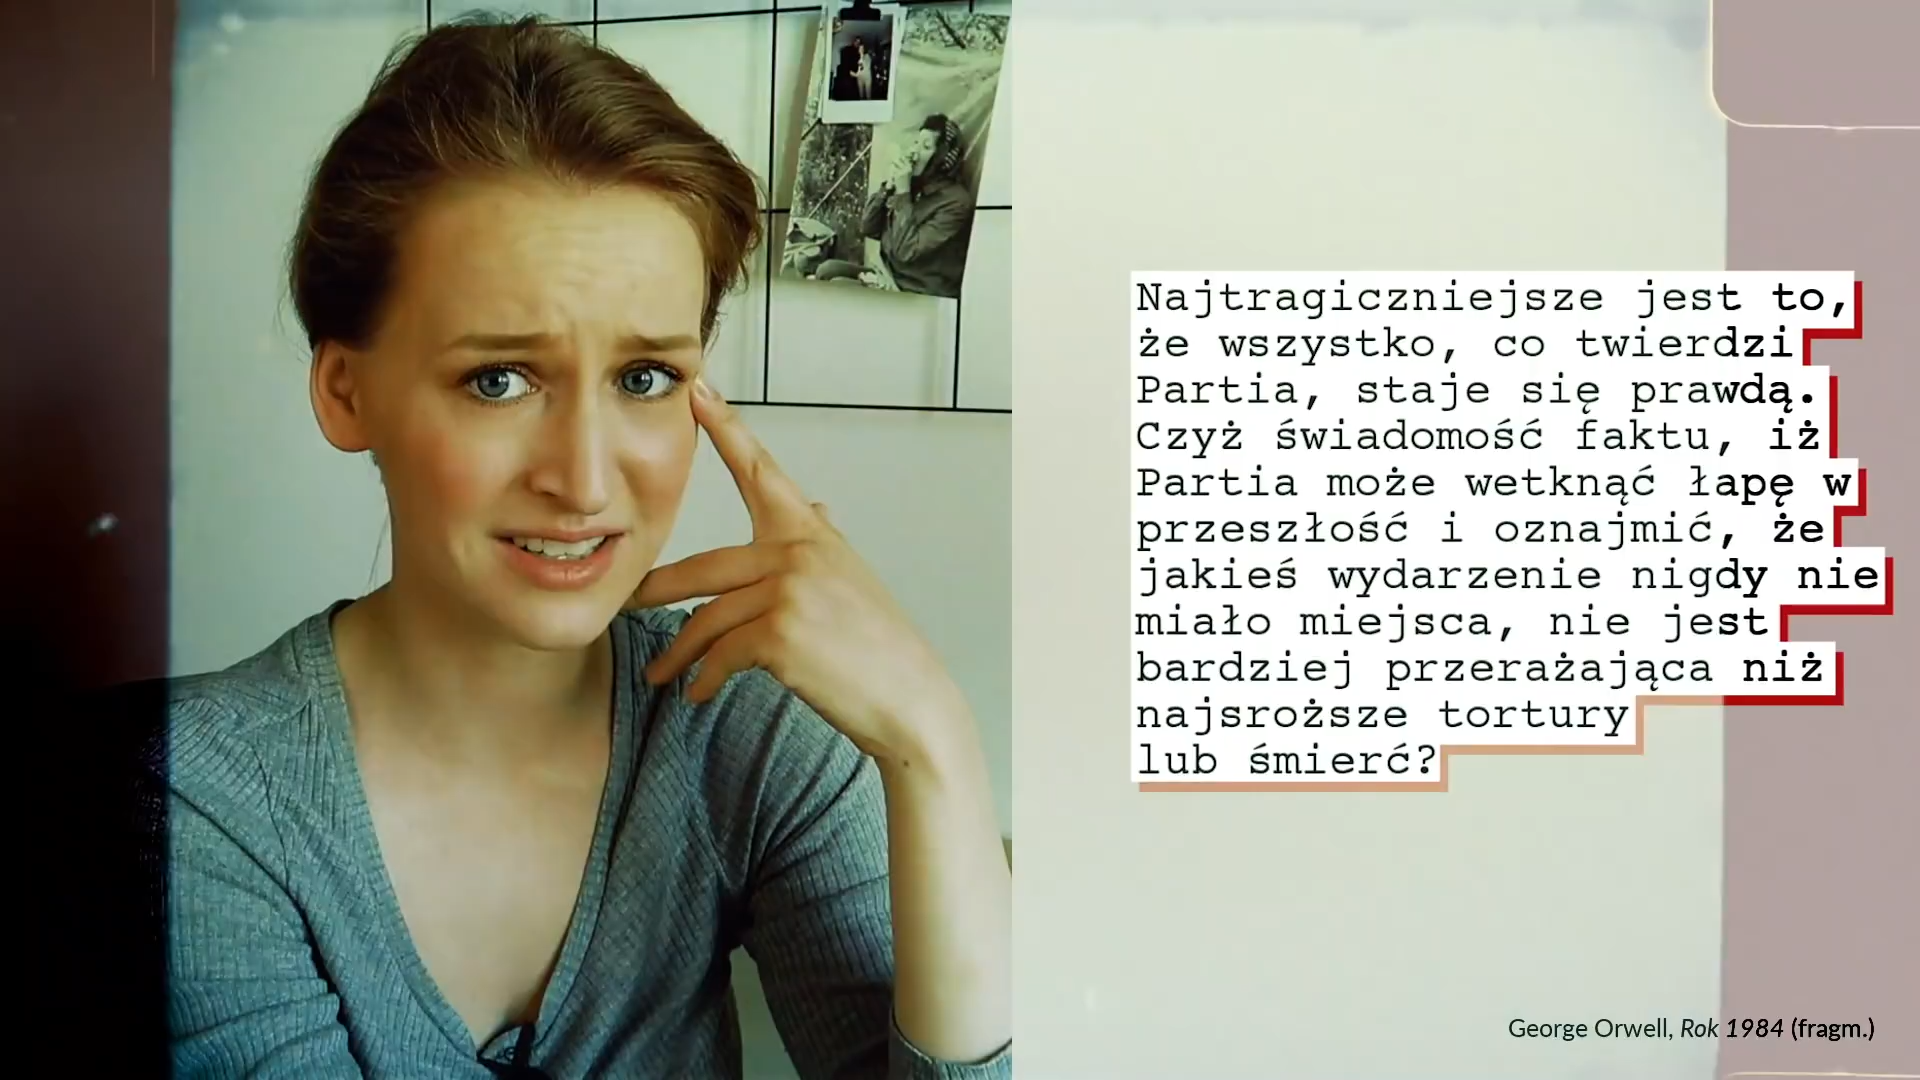 Najtragiczniejsze jest to,
że wszystko, co twierdzi
Partia, staje się prawdą.
Czyż świadomość faktu, iż
Partia może wetknąć łapę w
przeszłość i oznajmić, że
jakieś wydarzenie nigdy nie
miało miejsca, nie jest
bardziej przerażająca niż
najsroższe tortury
lub śmierć?
George Orwell, Rok 1984 (fragm.)